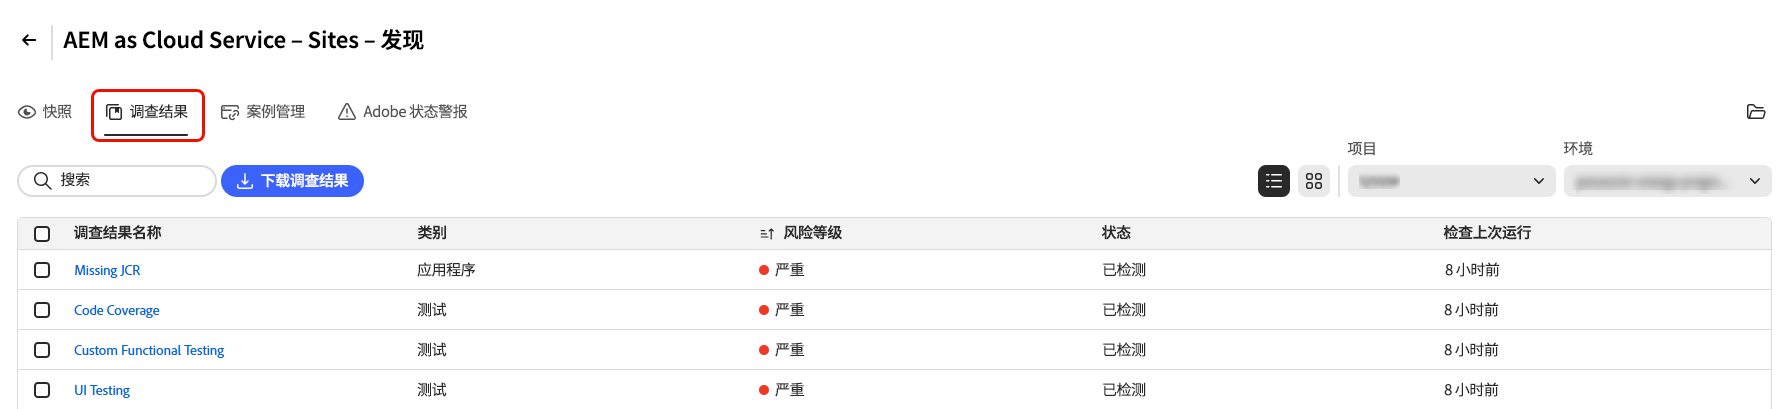 AEM as Cloud Service – Sites – 发现
快照 调查结果 案例管理 Adobe 状态警报
项目 环境
搜索 下载调查结果
调查结果名称 类别 风险等级 状态 检查上次运行
Missing JCR 应用程序 严重 已检测 8 小时前
Code Coverage 测试 严重 已检测 8 小时前
Custom Functional Testing 测试 严重 已检测 8 小时前
UI Testing 测试 严重 已检测 8 小时前